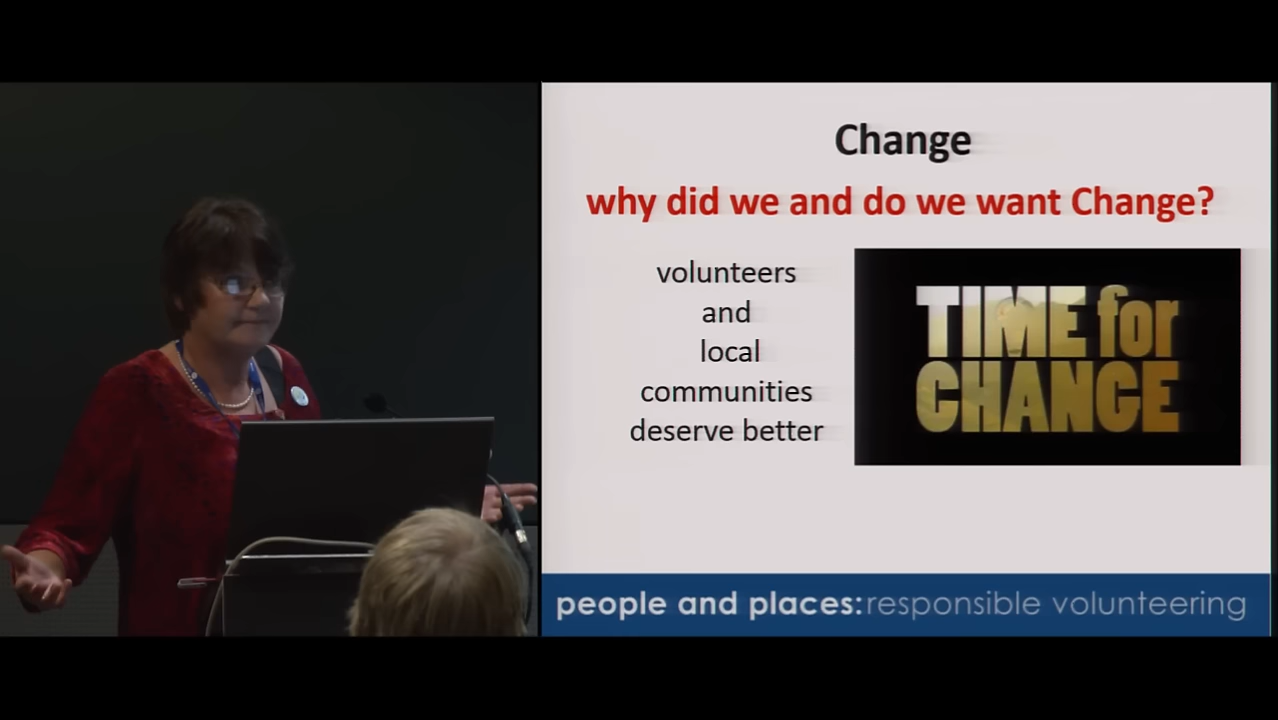 Change
why did we and do we want Change?
volunteers
and
local
communities
deserve better
TIME for
CHANGE
people and places: responsible volunteering